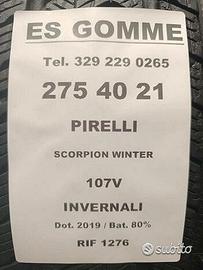 ES GOMME
Tel. 329 229 0265
275 40 21
PIRELLI
SCORPION WINTER
107V
INVERNALI
Dot. 2019 / Bat. 80%
RIF 1276
subito